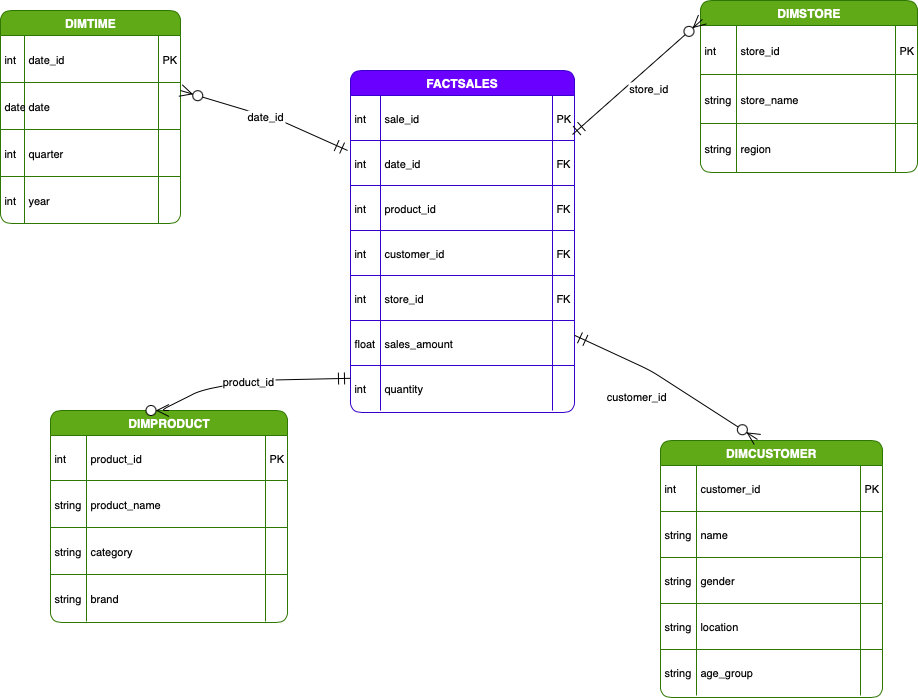 DIMTIME
int date_id PK
date date
int quarter
int year
date_id
FACTSALES
int sale_id PK
int date_id FK
int product_id FK
int customer_id FK
int store_id FK
float sales_amount
int quantity
store_id
DIMSTORE
int store_id PK
string store_name
string region
product_id
DIMPRODUCT
int product_id PK
string product_name
string category
string brand
customer_id
DIMCUSTOMER
int customer_id PK
string name
string gender
string location
string age_group